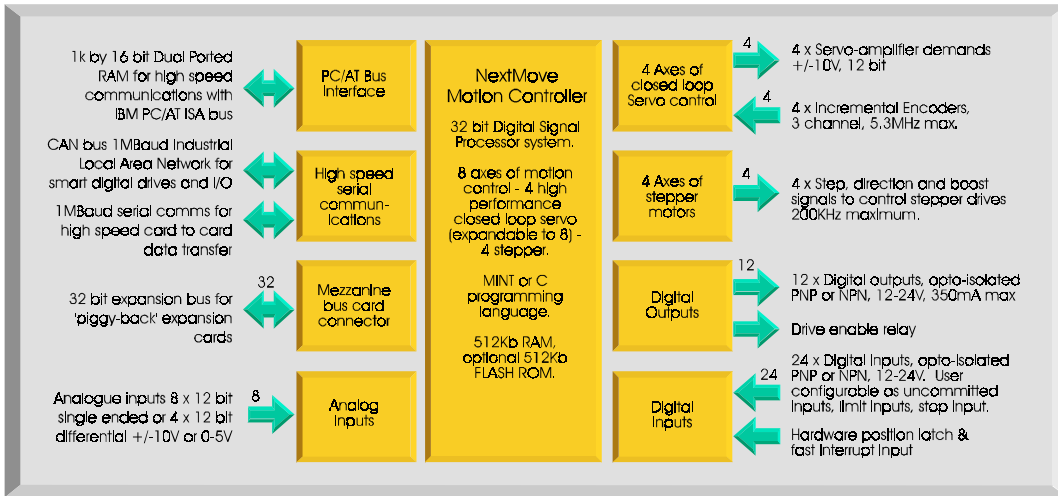 1k by 16 bit Dual Ported
RAM for high speed
communications with
IBM PC/AT ISA bus
CAN bus 1MBaud Industrial
Local Area Network for
smart digital drives and I/O
1MBaud serial comms for
high speed card to card
data transfer
32
32 bit expansion bus for
'piggy-back' expansion
cards
Analogue inputs 8 x 12 bit
single ended or 4 x 12 bit
differential +/-10V or 0-5V
8
PC/AT Bus
Interface
High speed
serial
commun-
ications
Mezzanine
bus card
connector
Analog
Inputs
NextMove
Motion Controller
32 bit Digital Signal
Processor system.
8 axes of motion
control - 4 high
performance
closed loop servo
(expandable to 8) -
4 stepper.
MINT or C
programming
language.
512Kb RAM,
optional 512Kb
FLASH ROM.
4 Axes of
closed loop
Servo control
4 Axes of
stepper
motors
Digital
Outputs
Digital
Inputs
4
4 x Servo-amplifier demands
+/-10V, 12 bit
4
4 x Incremental Encoders,
3 channel, 5.3MHz max.
4
4 x Step, direction and boost
signals to control stepper drives
200KHz maximum.
12
12 x Digital outputs, opto-isolated
PNP or NPN, 12-24V, 350mA max
Drive enable relay
24
24 x Digital Inputs, opto-isolated
PNP or NPN, 12-24V. User
configurable as uncommitted
inputs, limit inputs, stop input.
Hardware position latch &
fast interrupt input